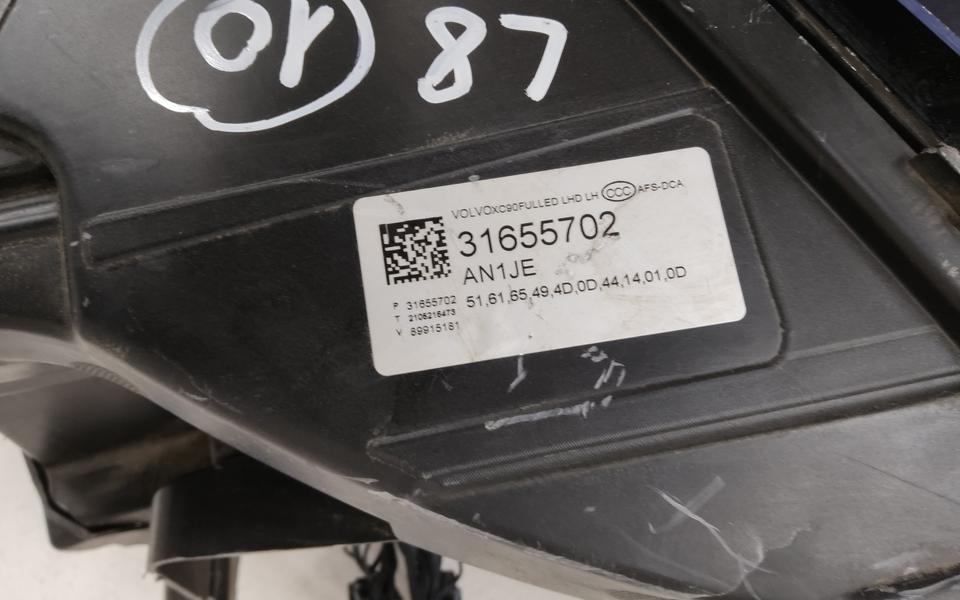 OK 87
VOLVOXC90FULLED LHD LH CCC AFS-DCA
31655702
AN1JE
51,61,65,49,4D,0D,44,14,01,0D
P 31655702
T 2106216473
V 89915181